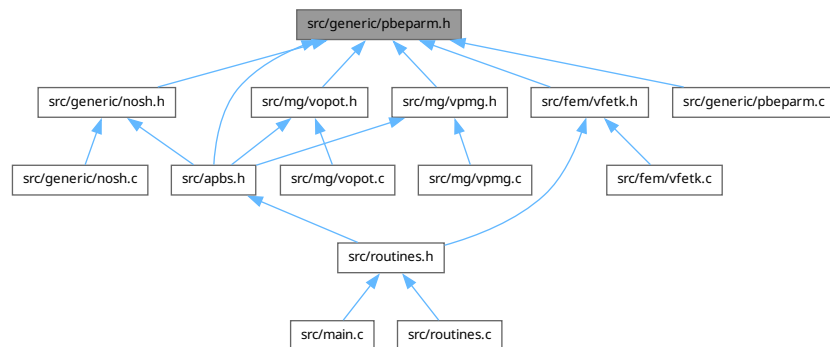 src/generic/pbeparm.h
src/generic/nosh.h
src/mg/vopot.h
src/mg/vpmg.h
src/fem/vfetk.h
src/generic/pbeparm.c
src/generic/nosh.c
src/apbs.h
src/mg/vopot.c
src/mg/vpmg.c
src/fem/vfetk.c
src/routines.h
src/main.c
src/routines.c